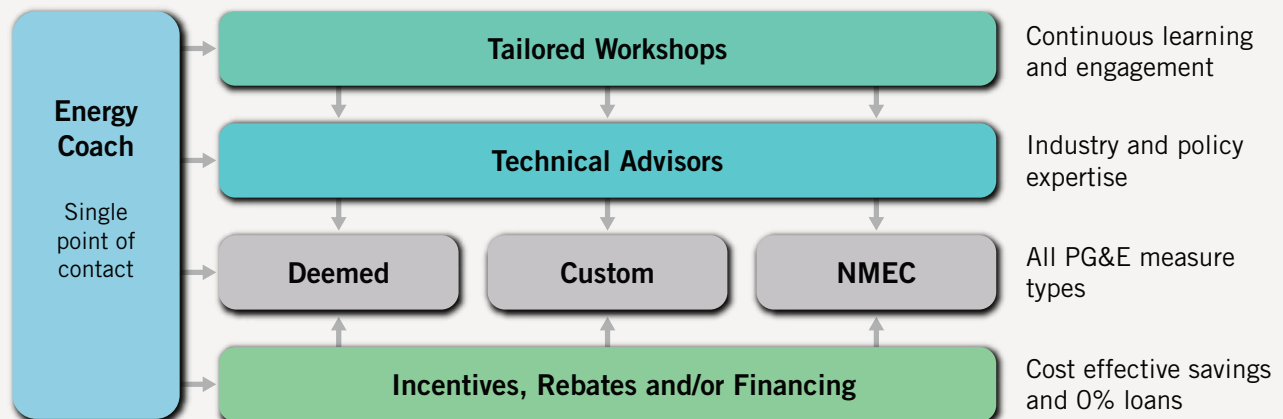 Energy
Coach
Single
point of
contact
Tailored Workshops
Continuous learning
and engagement
Technical Advisors
Industry and policy
expertise
Deemed
Custom
NMEC
All PG&E measure
types
Incentives, Rebates and/or Financing
Cost effective savings
and 0% loans